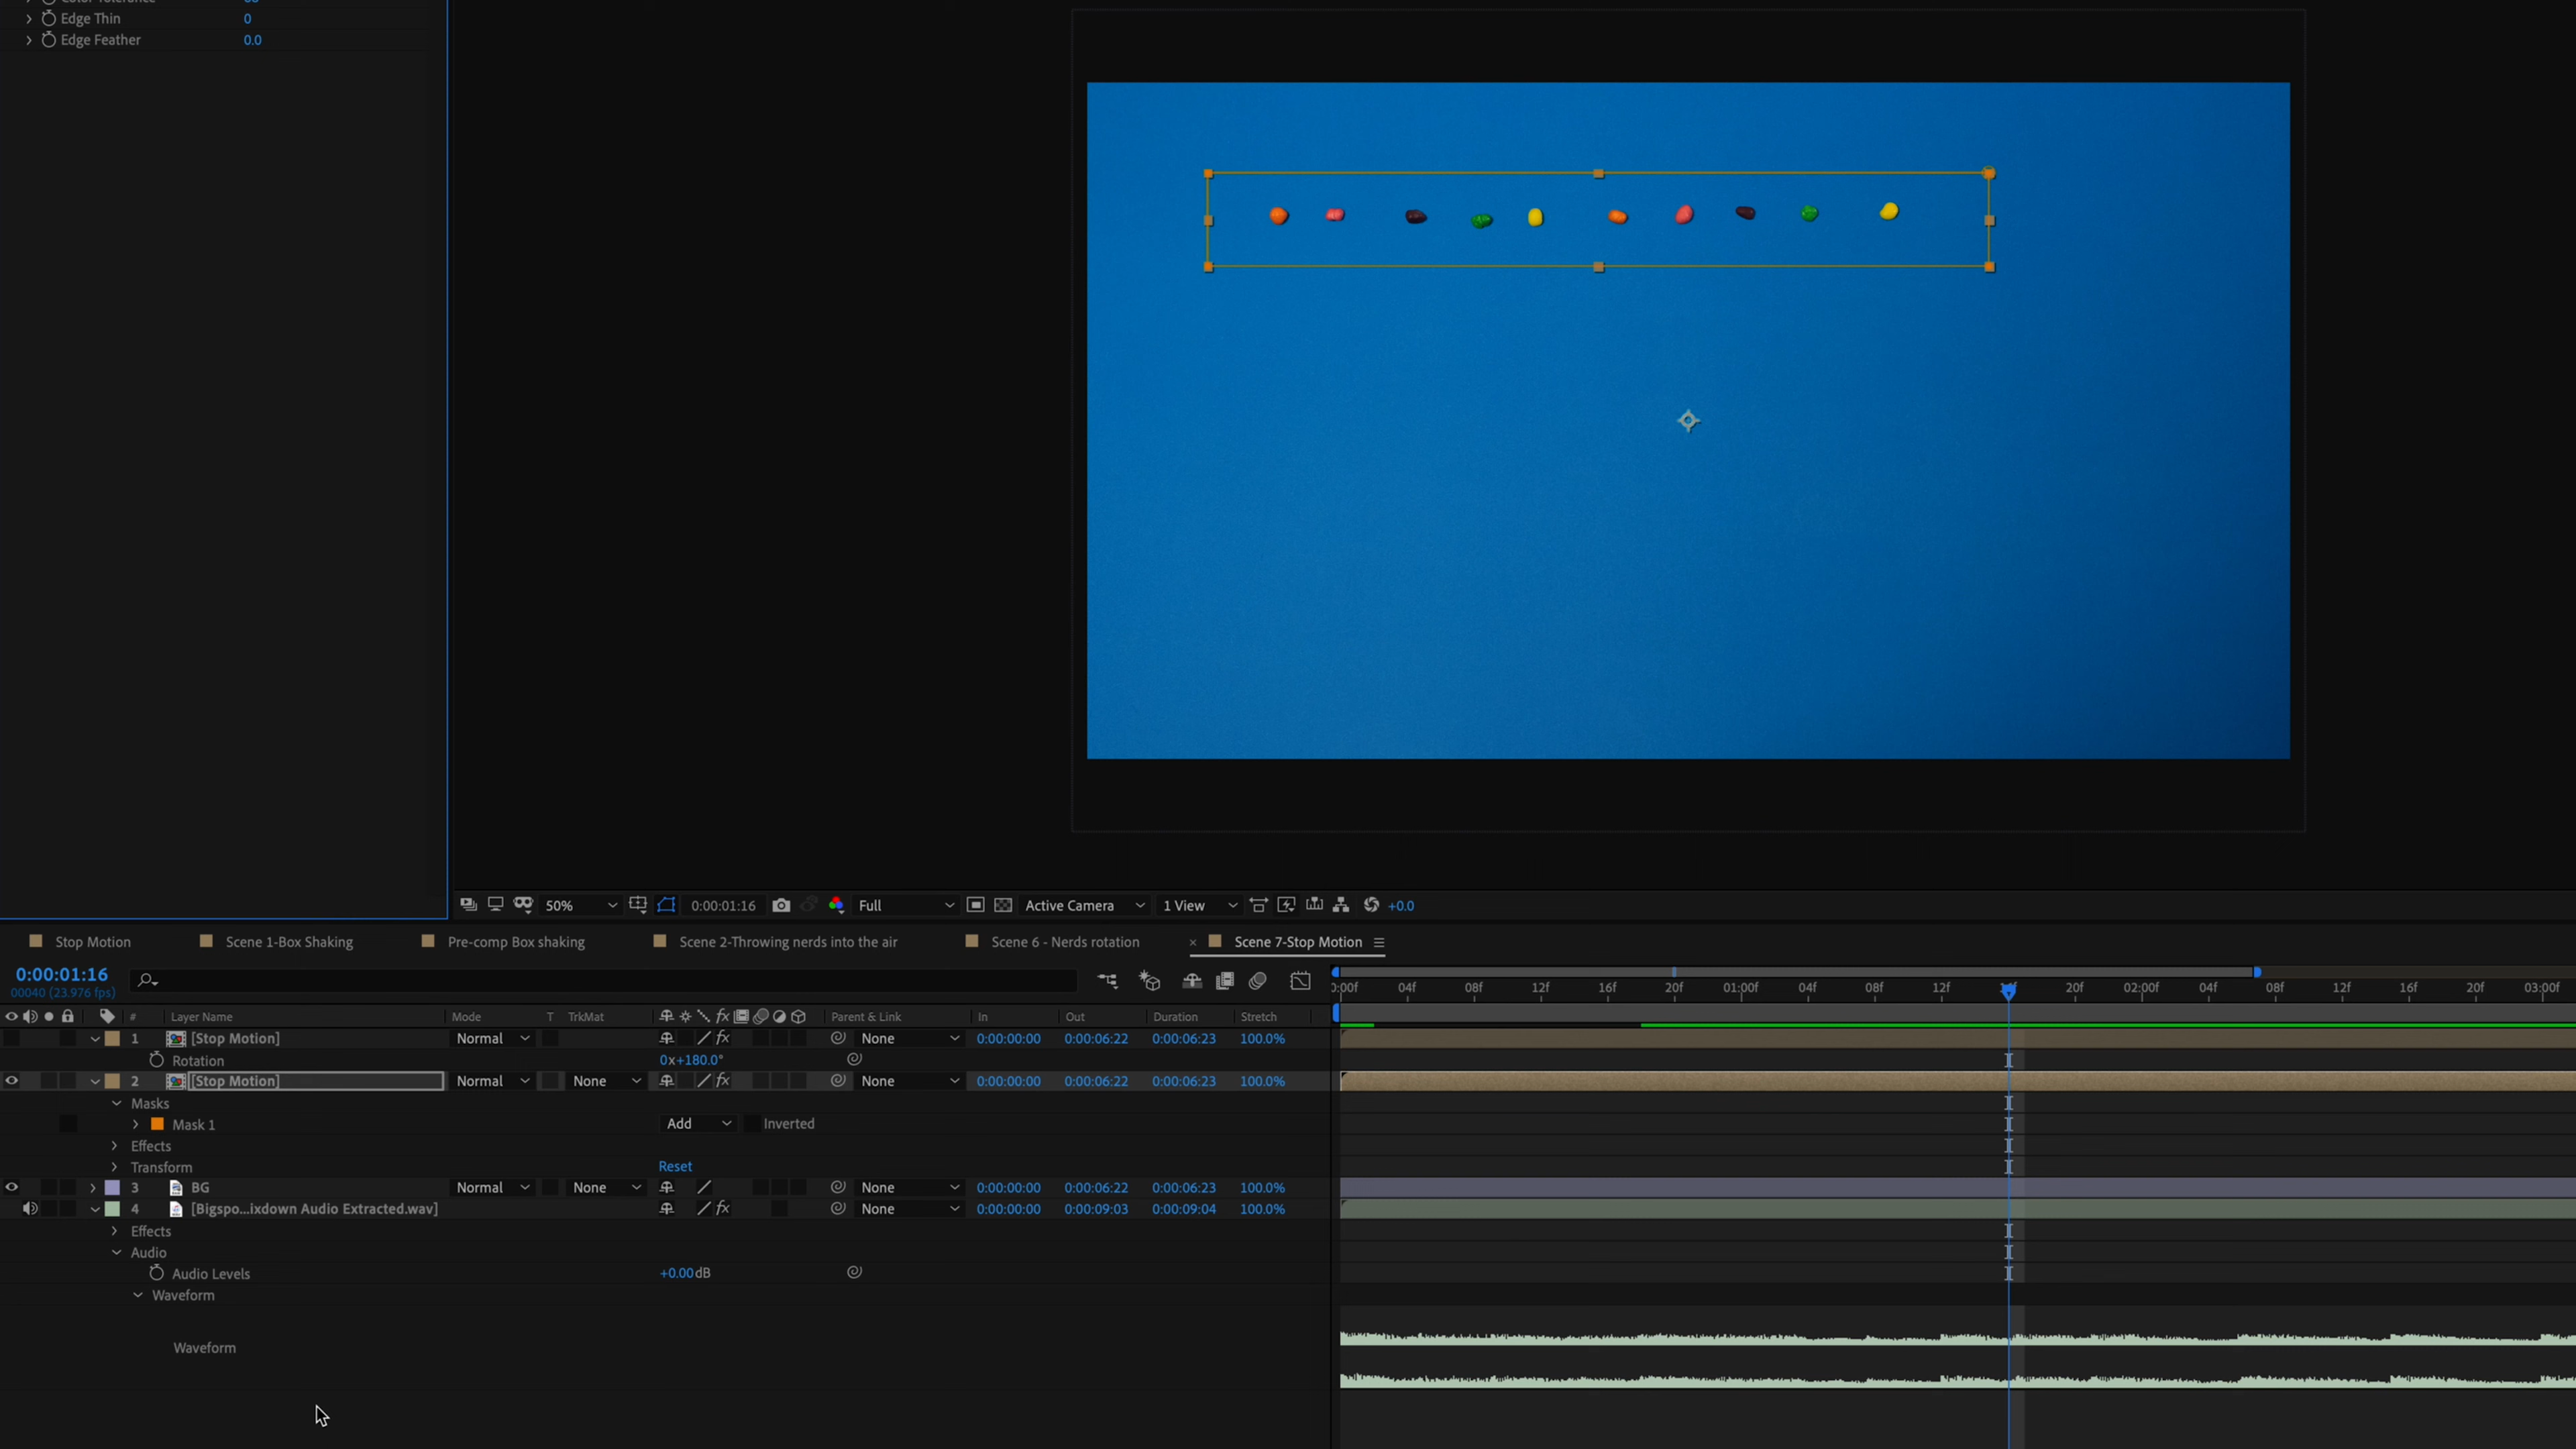 Color Tolerance
Edge Thin 0
Edge Feather 0.0
50% 0:00:01:16 Full Active Camera 1 View +0.0
Stop Motion Scene 1-Box Shaking Pre-comp Box shaking Scene 2-Throwing nerds into the air Scene 6 - Nerds rotation × Scene 7-Stop Motion
0:00:01:16
00040 (23.976 fps)
):00f 04f 08f 12f 16f 20f 01:00f 04f 08f 12f 20f 02:00f 04f 08f 12f 16f 20f 03:00f
# Layer Name Mode T TrkMat fx Parent & Link In Out Duration Stretch
1 [Stop Motion] Normal fx None 0:00:00:00 0:00:06:22 0:00:06:23 100.0%
Rotation 0x+180.0°
2 [Stop Motion] Normal None fx None 0:00:00:00 0:00:06:22 0:00:06:23 100.0%
Masks
Mask 1 Add Inverted
Effects
Transform Reset
3 BG Normal None None 0:00:00:00 0:00:06:22 0:00:06:23 100.0%
4 [Bigspo...ixdown Audio Extracted.wav] fx None 0:00:00:00 0:00:09:03 0:00:09:04 100.0%
Effects
Audio
Audio Levels +0.00dB
Waveform
Waveform